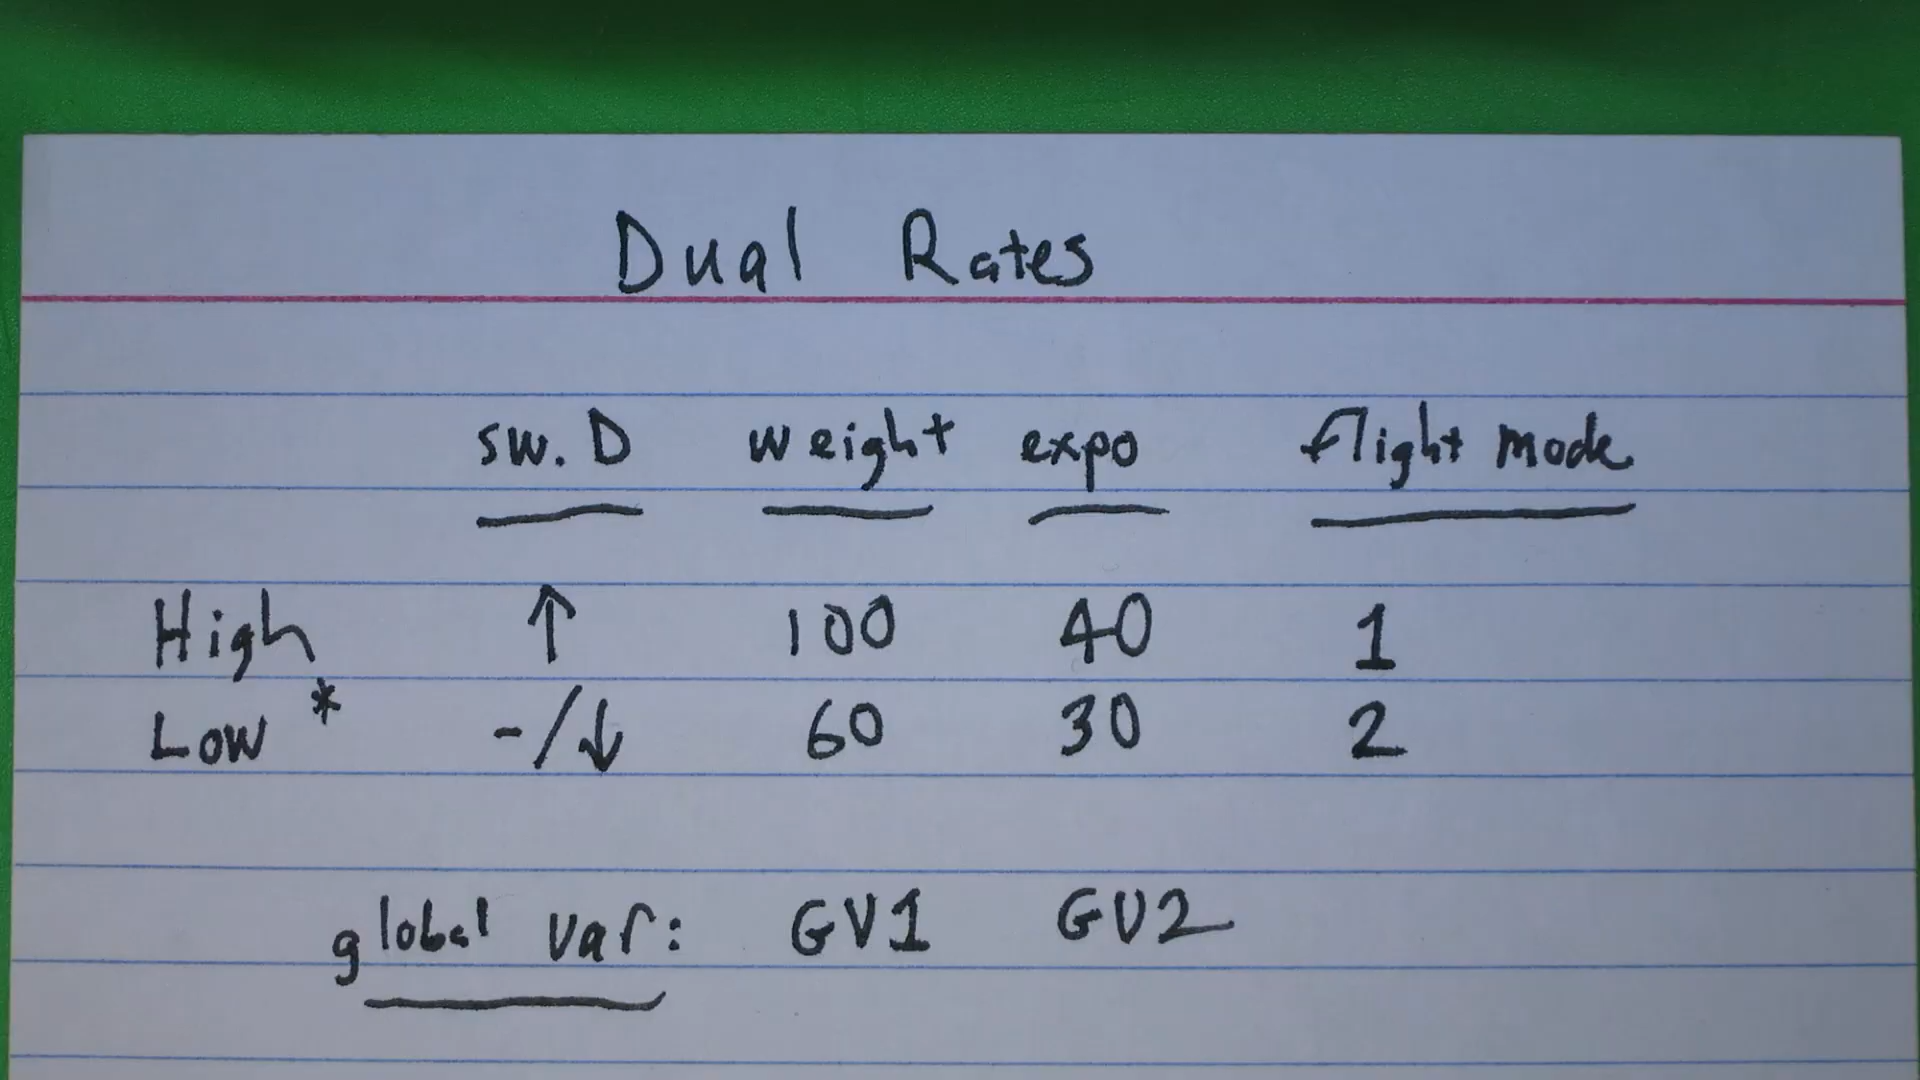 Dual Rates
sw. D weight expo flight mode
High ↑ 100 40 1
Low * -/↓ 60 30 2
global var: GV1 GV2